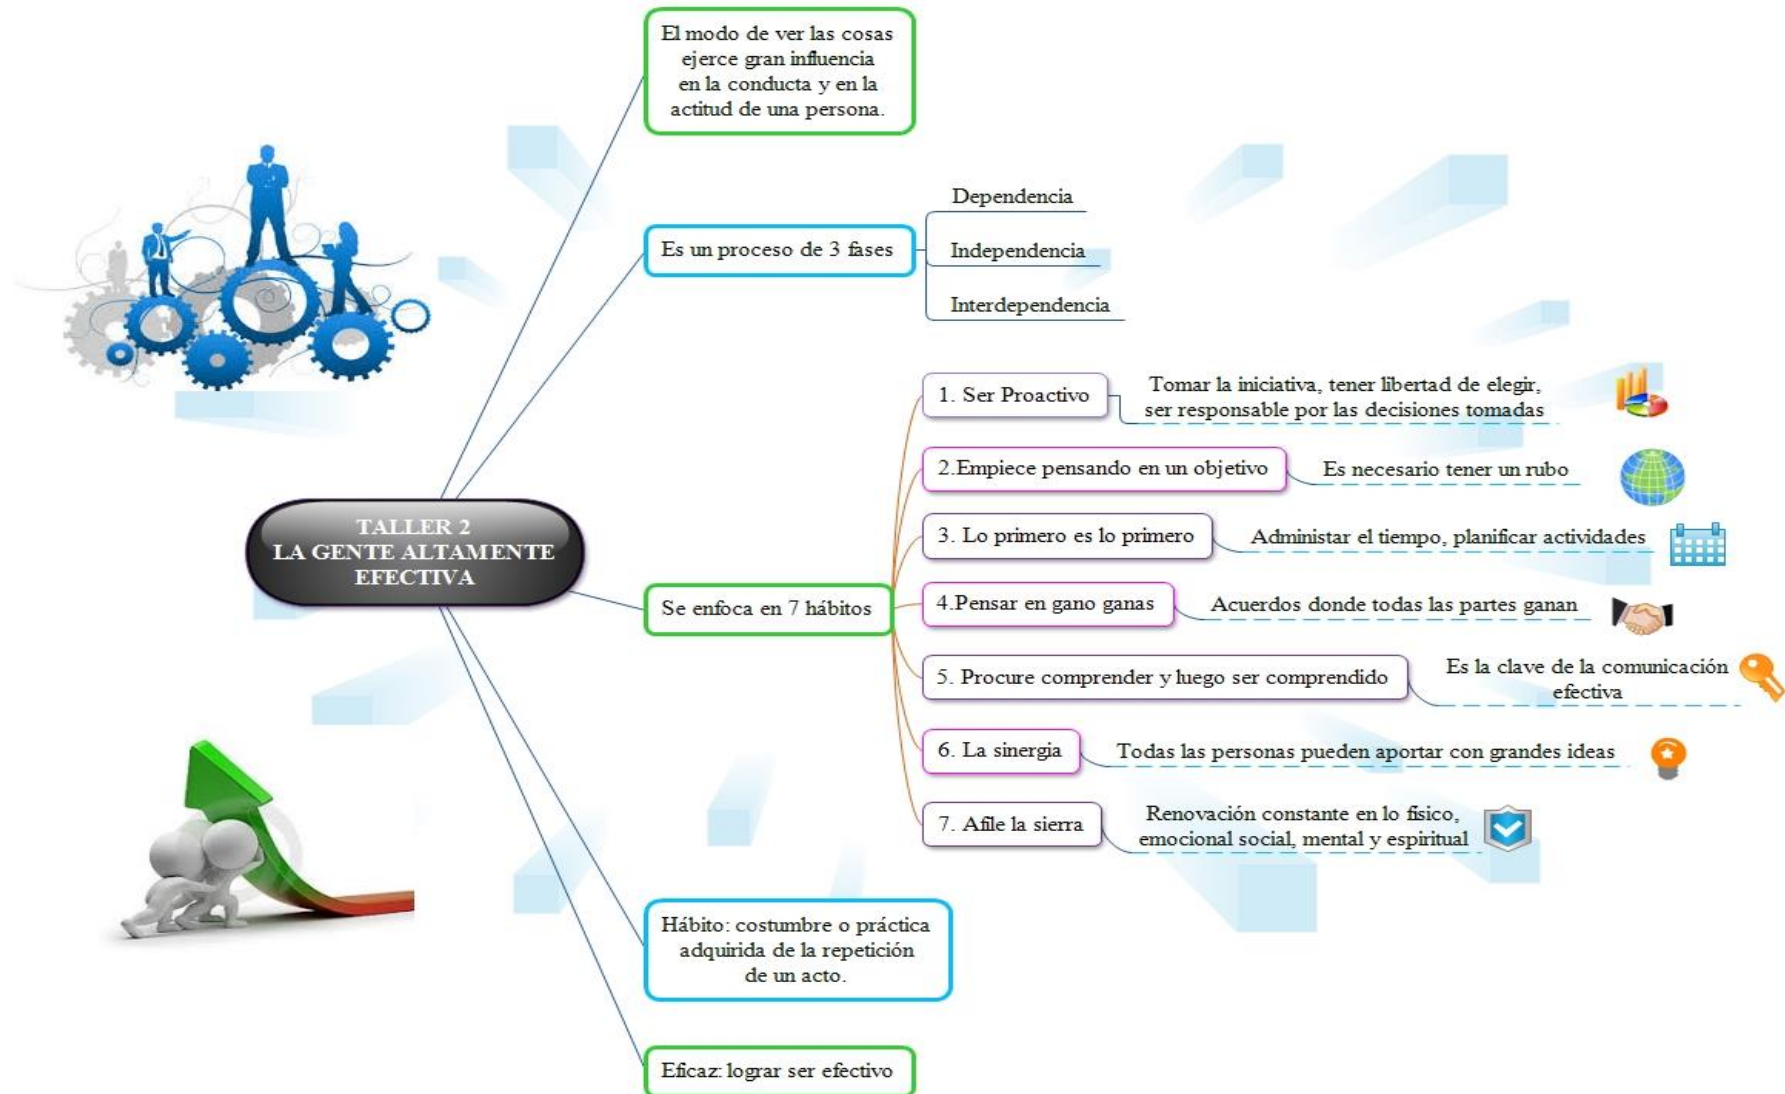 El modo de ver las cosas
ejerce gran influencia
en la conducta y en la
actitud de una persona.
Es un proceso de 3 fases
Dependencia
Independencia
Interdependencia
TALLER 2
LA GENTE ALTAMENTE
EFECTIVA
Se enfoca en 7 hábitos
1. Ser Proactivo
Tomar la iniciativa, tener libertad de elegir,
ser responsable por las decisiones tomadas
2.Empiece pensando en un objetivo
Es necesario tener un rubo
3. Lo primero es lo primero
Administar el tiempo, planificar actividades
4.Pensar en gano ganas
Acuerdos donde todas las partes ganan
5. Procure comprender y luego ser comprendido
Es la clave de la comunicación
efectiva
6. La sinergia
Todas las personas pueden aportar con grandes ideas
7. Afile la sierra
Renovación constante en lo físico,
emocional social, mental y espiritual
Hábito: costumbre o práctica
adquirida de la repetición
de un acto.
Eficaz: lograr ser efectivo